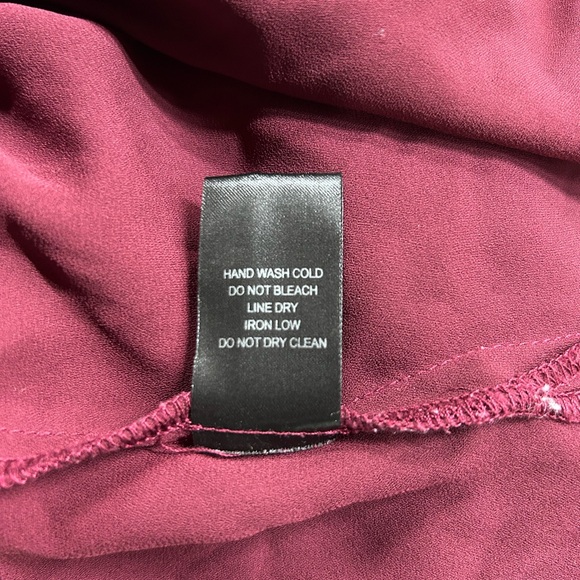 HAND WASH COLD
DO NOT BLEACH
LINE DRY
IRON LOW
DO NOT DRY CLEAN